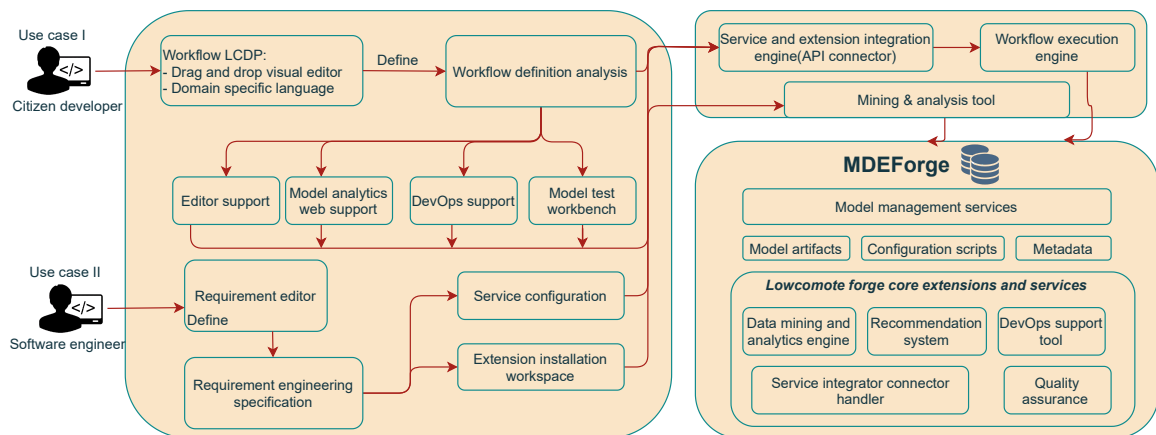 Use case I
</>
Citizen developer
Workflow LCDP:
- Drag and drop visual editor
- Domain specific language
Define
Workflow definition analysis
Editor support
Model analytics
web support
DevOps support
Model test
workbench
Use case II
</>
Software engineer
Requirement editor
Define
Requirement engineering
specification
Service configuration
Extension installation
workspace
Service and extension integration
engine(API connector)
Workflow execution
engine
Mining & analysis tool
MDEForge
Model management services
Model artifacts
Configuration scripts
Metadata
Lowcomote forge core extensions and services
Data mining and
analytics engine
Recommendation
system
DevOps support
tool
Service integrator connector
handler
Quality
assurance